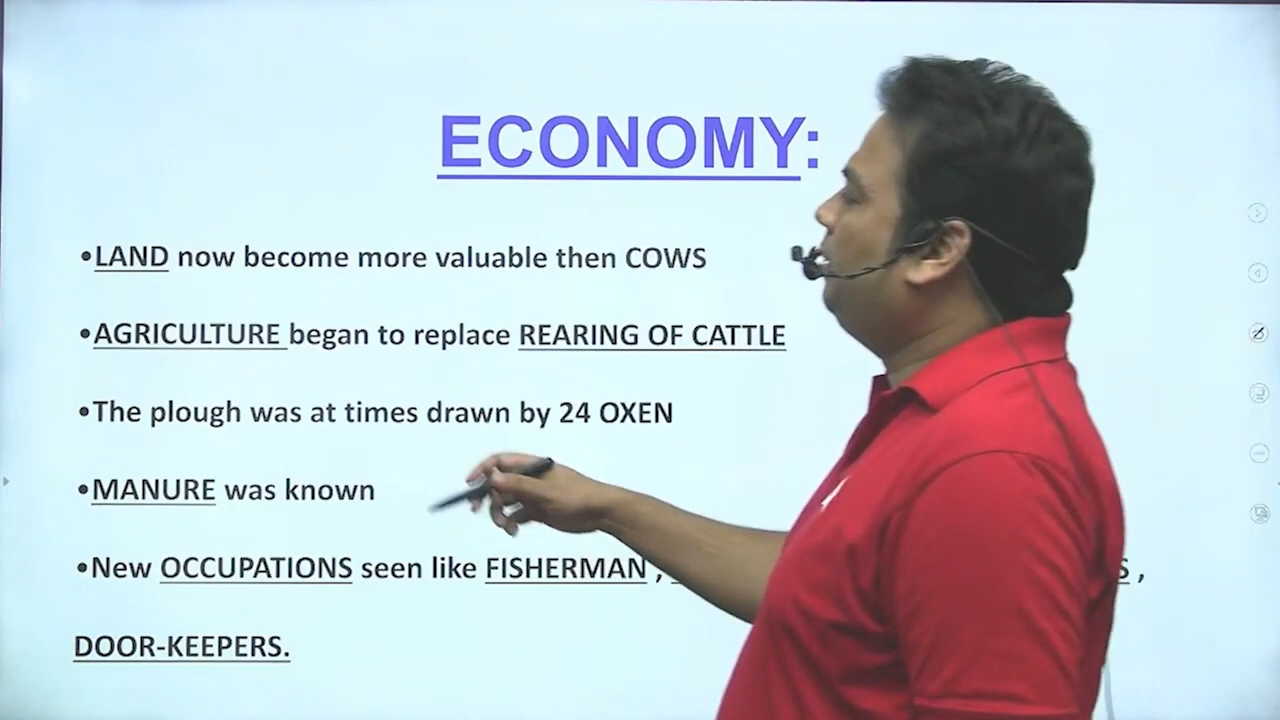 ECONOMY:
•LAND now become more valuable then COWS
•AGRICULTURE began to replace REARING OF CATTLE
•The plough was at times drawn by 24 OXEN
•MANURE was known
•New OCCUPATIONS seen like FISHERMAN , ,
DOOR-KEEPERS.